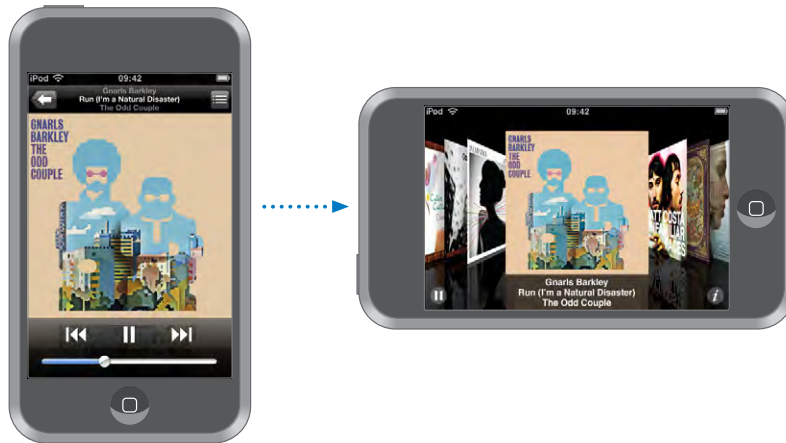 iPod 09:42
Gnarls Barkley
Run (I'm a Natural Disaster)
The Odd Couple
GNARLS
BARKLEY
THE
ODD
COUPLE
iPod 09:42
GNARLS
BARKLEY
THE
ODD
COUPLE
Gnarls Barkley
Run (I'm a Natural Disaster)
The Odd Couple
i